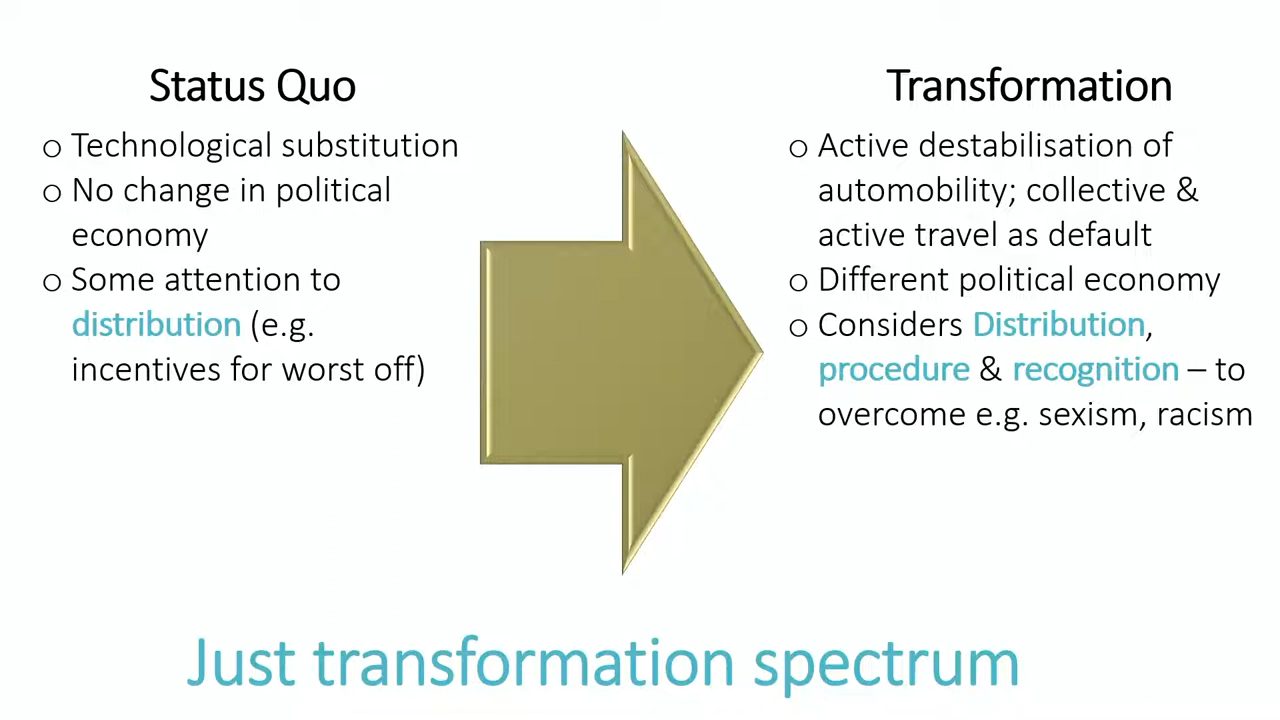 Status Quo
o Technological substitution
o No change in political
economy
o Some attention to
distribution (e.g.
incentives for worst off)
Transformation
o Active destabilisation of
automobility; collective &
active travel as default
o Different political economy
o Considers Distribution,
procedure & recognition – to
overcome e.g. sexism, racism
Just transformation spectrum